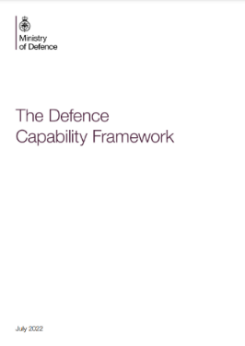 Ministry
of Defence
The Defence
Capability Framework
July 2022